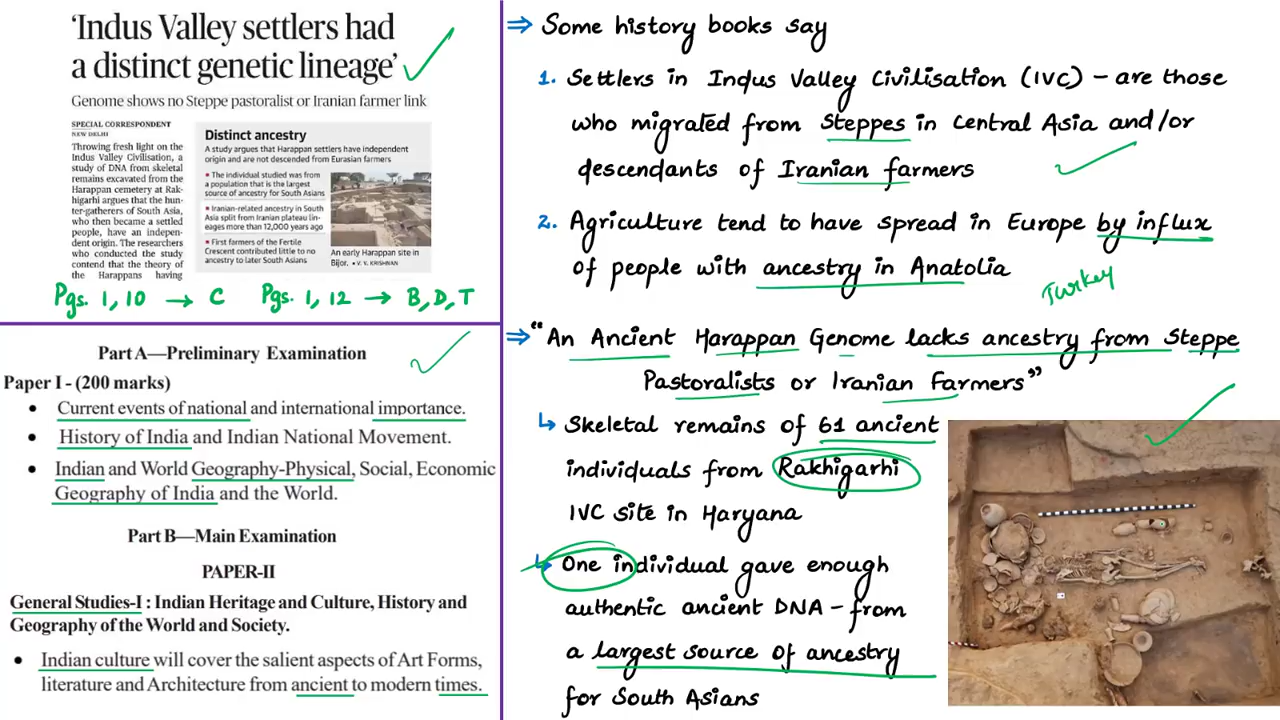 'Indus Valley settlers had
a distinct genetic lineage'
Genome shows no Steppe pastoralist or Iranian farmer link
SPECIAL CORRESPONDENT
NEW DELHI
Throwing fresh light on the
Indus Valley Civilisation, a
study of DNA from skeletal
remains excavated from the
Harappan cemetery at Rak-
higarhi argues that the hun-
ter-gatherers of South Asia,
who then became a settled
people, have an indepen-
dent origin. The researchers
who conducted the study
contend that the theory of
the Harappans having
Distinct ancestry
A study argues that Harappan settlers have independent
origin and are not descended from Eurasian farmers
▪ The individual studied was from
a population that is the largest
source of ancestry for South Asians
▪ Iranian-related ancestry in South
Asia split from Iranian plateau lin-
eages more than 12,000 years ago
▪ First farmers of the Fertile
Crescent contributed little to no
ancestry to later South Asians
An early Harappan site in
Bijor. • V. V. KRISHNAN
Pgs. 1, 10 → C Pgs. 1, 12 → B, D, T
Part A—Preliminary Examination
Paper I - (200 marks)
• Current events of national and international importance.
• History of India and Indian National Movement.
• Indian and World Geography-Physical, Social, Economic
Geography of India and the World.
Part B—Main Examination
PAPER-II
General Studies-I : Indian Heritage and Culture, History and
Geography of the World and Society.
• Indian culture will cover the salient aspects of Art Forms,
literature and Architecture from ancient to modern times.
⇒ Some history books say
1. Settlers in Indus Valley Civilisation (IVC) – are those
who migrated from Steppes in Central Asia and/or
descendants of Iranian farmers
2. Agriculture tend to have spread in Europe by influx
of people with ancestry in Anatolia
Turkey
⇒ "An Ancient Harappan Genome lacks ancestry from Steppe
Pastoralists or Iranian Farmers"
↳ Skeletal remains of 61 ancient
individuals from Rakhigarhi
IVC site in Haryana
↳ One individual gave enough
authentic ancient DNA – from
a largest source of ancestry
for South Asians